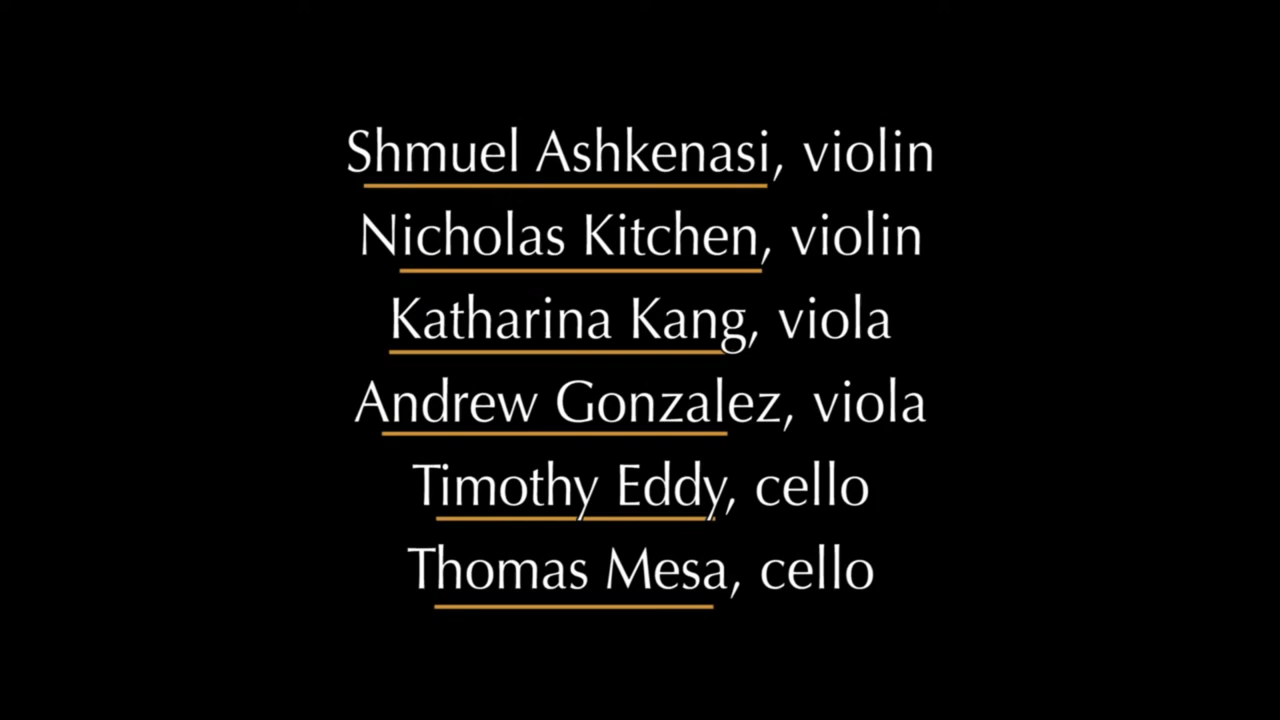 Shmuel Ashkenasi, violin
Nicholas Kitchen, violin
Katharina Kang, viola
Andrew Gonzalez, viola
Timothy Eddy, cello
Thomas Mesa, cello